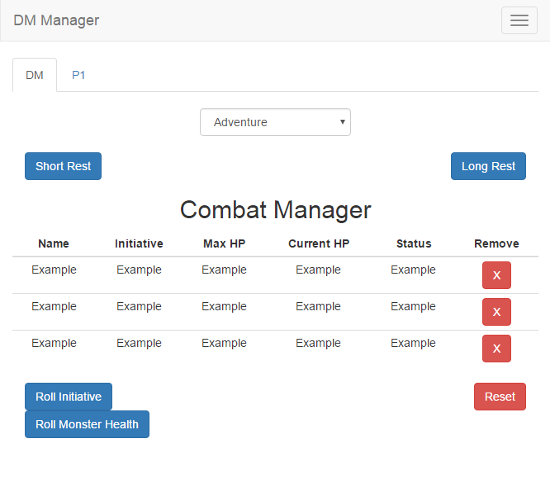 DM Manager
DM P1
Adventure
Short Rest Long Rest
Combat Manager
Name Initiative Max HP Current HP Status Remove
Example Example Example Example Example X
Example Example Example Example Example X
Example Example Example Example Example X
Roll Initiative Reset
Roll Monster Health